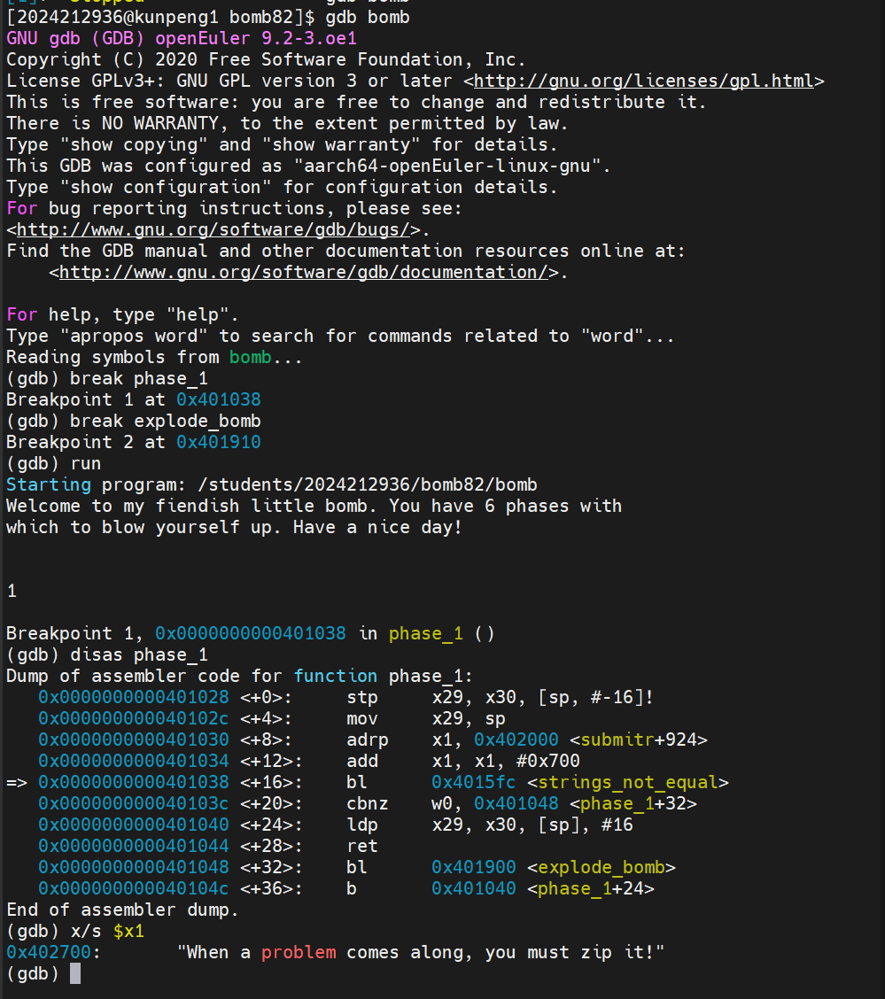 [2024212936@kunpeng1 bomb82]$ gdb bomb
GNU gdb (GDB) openEuler 9.2-3.oe1
Copyright (C) 2020 Free Software Foundation, Inc.
License GPLv3+: GNU GPL version 3 or later <http://gnu.org/licenses/gpl.html>
This is free software: you are free to change and redistribute it.
There is NO WARRANTY, to the extent permitted by law.
Type "show copying" and "show warranty" for details.
This GDB was configured as "aarch64-openEuler-linux-gnu".
Type "show configuration" for configuration details.
For bug reporting instructions, please see:
<http://www.gnu.org/software/gdb/bugs/>.
Find the GDB manual and other documentation resources online at:
    <http://www.gnu.org/software/gdb/documentation/>.

For help, type "help".
Type "apropos word" to search for commands related to "word"...
Reading symbols from bomb...
(gdb) break phase_1
Breakpoint 1 at 0x401038
(gdb) break explode_bomb
Breakpoint 2 at 0x401910
(gdb) run
Starting program: /students/2024212936/bomb82/bomb
Welcome to my fiendish little bomb. You have 6 phases with
which to blow yourself up. Have a nice day!

1

Breakpoint 1, 0x0000000000401038 in phase_1 ()
(gdb) disas phase_1
Dump of assembler code for function phase_1:
   0x0000000000401028 <+0>:     stp     x29, x30, [sp, #-16]!
   0x000000000040102c <+4>:     mov     x29, sp
   0x0000000000401030 <+8>:     adrp    x1, 0x402000 <submitr+924>
   0x0000000000401034 <+12>:    add     x1, x1, #0x700
=> 0x0000000000401038 <+16>:    bl      0x4015fc <strings_not_equal>
   0x000000000040103c <+20>:    cbnz    w0, 0x401048 <phase_1+32>
   0x0000000000401040 <+24>:    ldp     x29, x30, [sp], #16
   0x0000000000401044 <+28>:    ret
   0x0000000000401048 <+32>:    bl      0x401900 <explode_bomb>
   0x000000000040104c <+36>:    b       0x401040 <phase_1+24>
End of assembler dump.
(gdb) x/s $x1
0x402700:       "When a problem comes along, you must zip it!"
(gdb)